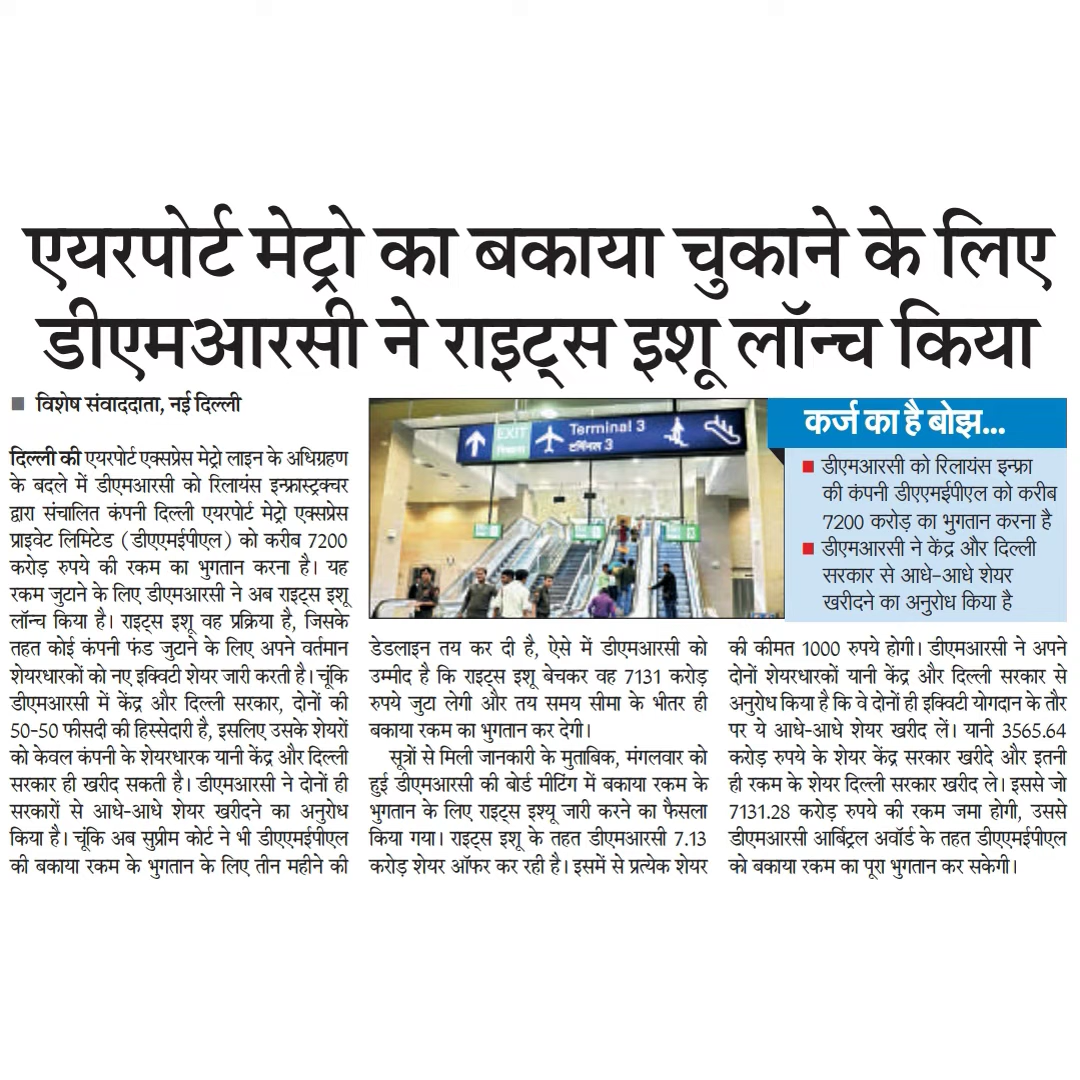 एयरपोर्ट मेट्रो का बकाया चुकाने के लिए
डीएमआरसी ने राइट्स इशू लॉन्च किया
■ विशेष संवाददाता, नई दिल्ली
दिल्ली की एयरपोर्ट एक्सप्रेस मेट्रो लाइन के अधिग्रहण
के बदले में डीएमआरसी को रिलायंस इन्फ्रास्ट्रक्चर
द्वारा संचालित कंपनी दिल्ली एयरपोर्ट मेट्रो एक्सप्रेस
प्राइवेट लिमिटेड (डीएएमईपीएल) को करीब 7200
करोड़ रुपये की रकम का भुगतान करना है। यह
रकम जुटाने के लिए डीएमआरसी ने अब राइट्स इशू
लॉन्च किया है। राइट्स इशू वह प्रक्रिया है, जिसके
तहत कोई कंपनी फंड जुटाने के लिए अपने वर्तमान
शेयरधारकों को नए इक्विटी शेयर जारी करती है। चूंकि
डीएमआरसी में केंद्र और दिल्ली सरकार, दोनों की
50-50 फीसदी की हिस्सेदारी है, इसलिए उसके शेयरों
को केवल कंपनी के शेयरधारक यानी केंद्र और दिल्ली
सरकार ही खरीद सकती है। डीएमआरसी ने दोनों ही
सरकारों से आधे-आधे शेयर खरीदने का अनुरोध
किया है। चूंकि अब सुप्रीम कोर्ट ने भी डीएएमईपीएल
की बकाया रकम के भुगतान के लिए तीन महीने की
EXIT
निकास
Terminal 3
टर्मिनल 3
कर्ज का है बोझ...
■ डीएमआरसी को रिलायंस इन्फ्रा
की कंपनी डीएएमईपीएल को करीब
7200 करोड़ का भुगतान करना है
■ डीएमआरसी ने केंद्र और दिल्ली
सरकार से आधे-आधे शेयर
खरीदने का अनुरोध किया है
डेडलाइन तय कर दी है, ऐसे में डीएमआरसी को
उम्मीद है कि राइट्स इशू बेचकर वह 7131 करोड़
रुपये जुटा लेगी और तय समय सीमा के भीतर ही
बकाया रकम का भुगतान कर देगी।
सूत्रों से मिली जानकारी के मुताबिक, मंगलवार को
हुई डीएमआरसी की बोर्ड मीटिंग में बकाया रकम के
भुगतान के लिए राइट्स इश्यू जारी करने का फैसला
किया गया। राइट्स इशू के तहत डीएमआरसी 7.13
करोड़ शेयर ऑफर कर रही है। इसमें से प्रत्येक शेयर
की कीमत 1000 रुपये होगी। डीएमआरसी ने अपने
दोनों शेयरधारकों यानी केंद्र और दिल्ली सरकार से
अनुरोध किया है कि वे दोनों ही इक्विटी योगदान के तौर
पर ये आधे-आधे शेयर खरीद लें। यानी 3565.64
करोड़ रुपये के शेयर केंद्र सरकार खरीदे और इतनी
ही रकम के शेयर दिल्ली सरकार खरीद ले। इससे जो
7131.28 करोड़ रुपये की रकम जमा होगी, उससे
डीएमआरसी आर्बिट्रल अवॉर्ड के तहत डीएएमईपीएल
को बकाया रकम का पूरा भुगतान कर सकेगी।